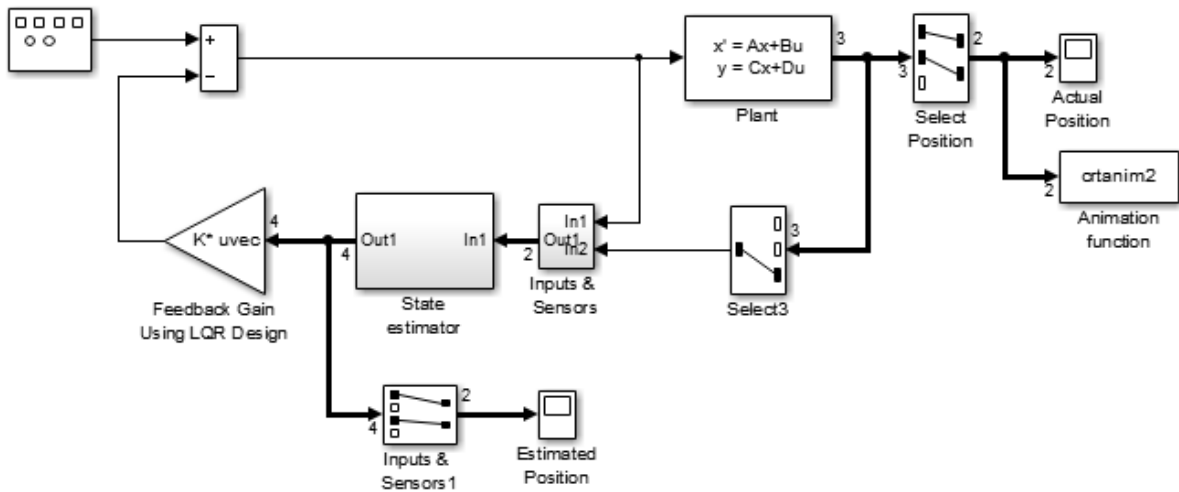 +
−
x' = Ax+Bu
y = Cx+Du
Plant
3
3
Select
Position
2
2
Actual
Position
2
crtanim2
Animation
function
K* uvec
4
Feedback Gain
Using LQR Design
4
Out1
In1
State
estimator
2
In1
Out1
In2
Inputs &
Sensors
3
Select3
4
2
Inputs &
Sensors1
Estimated
Position